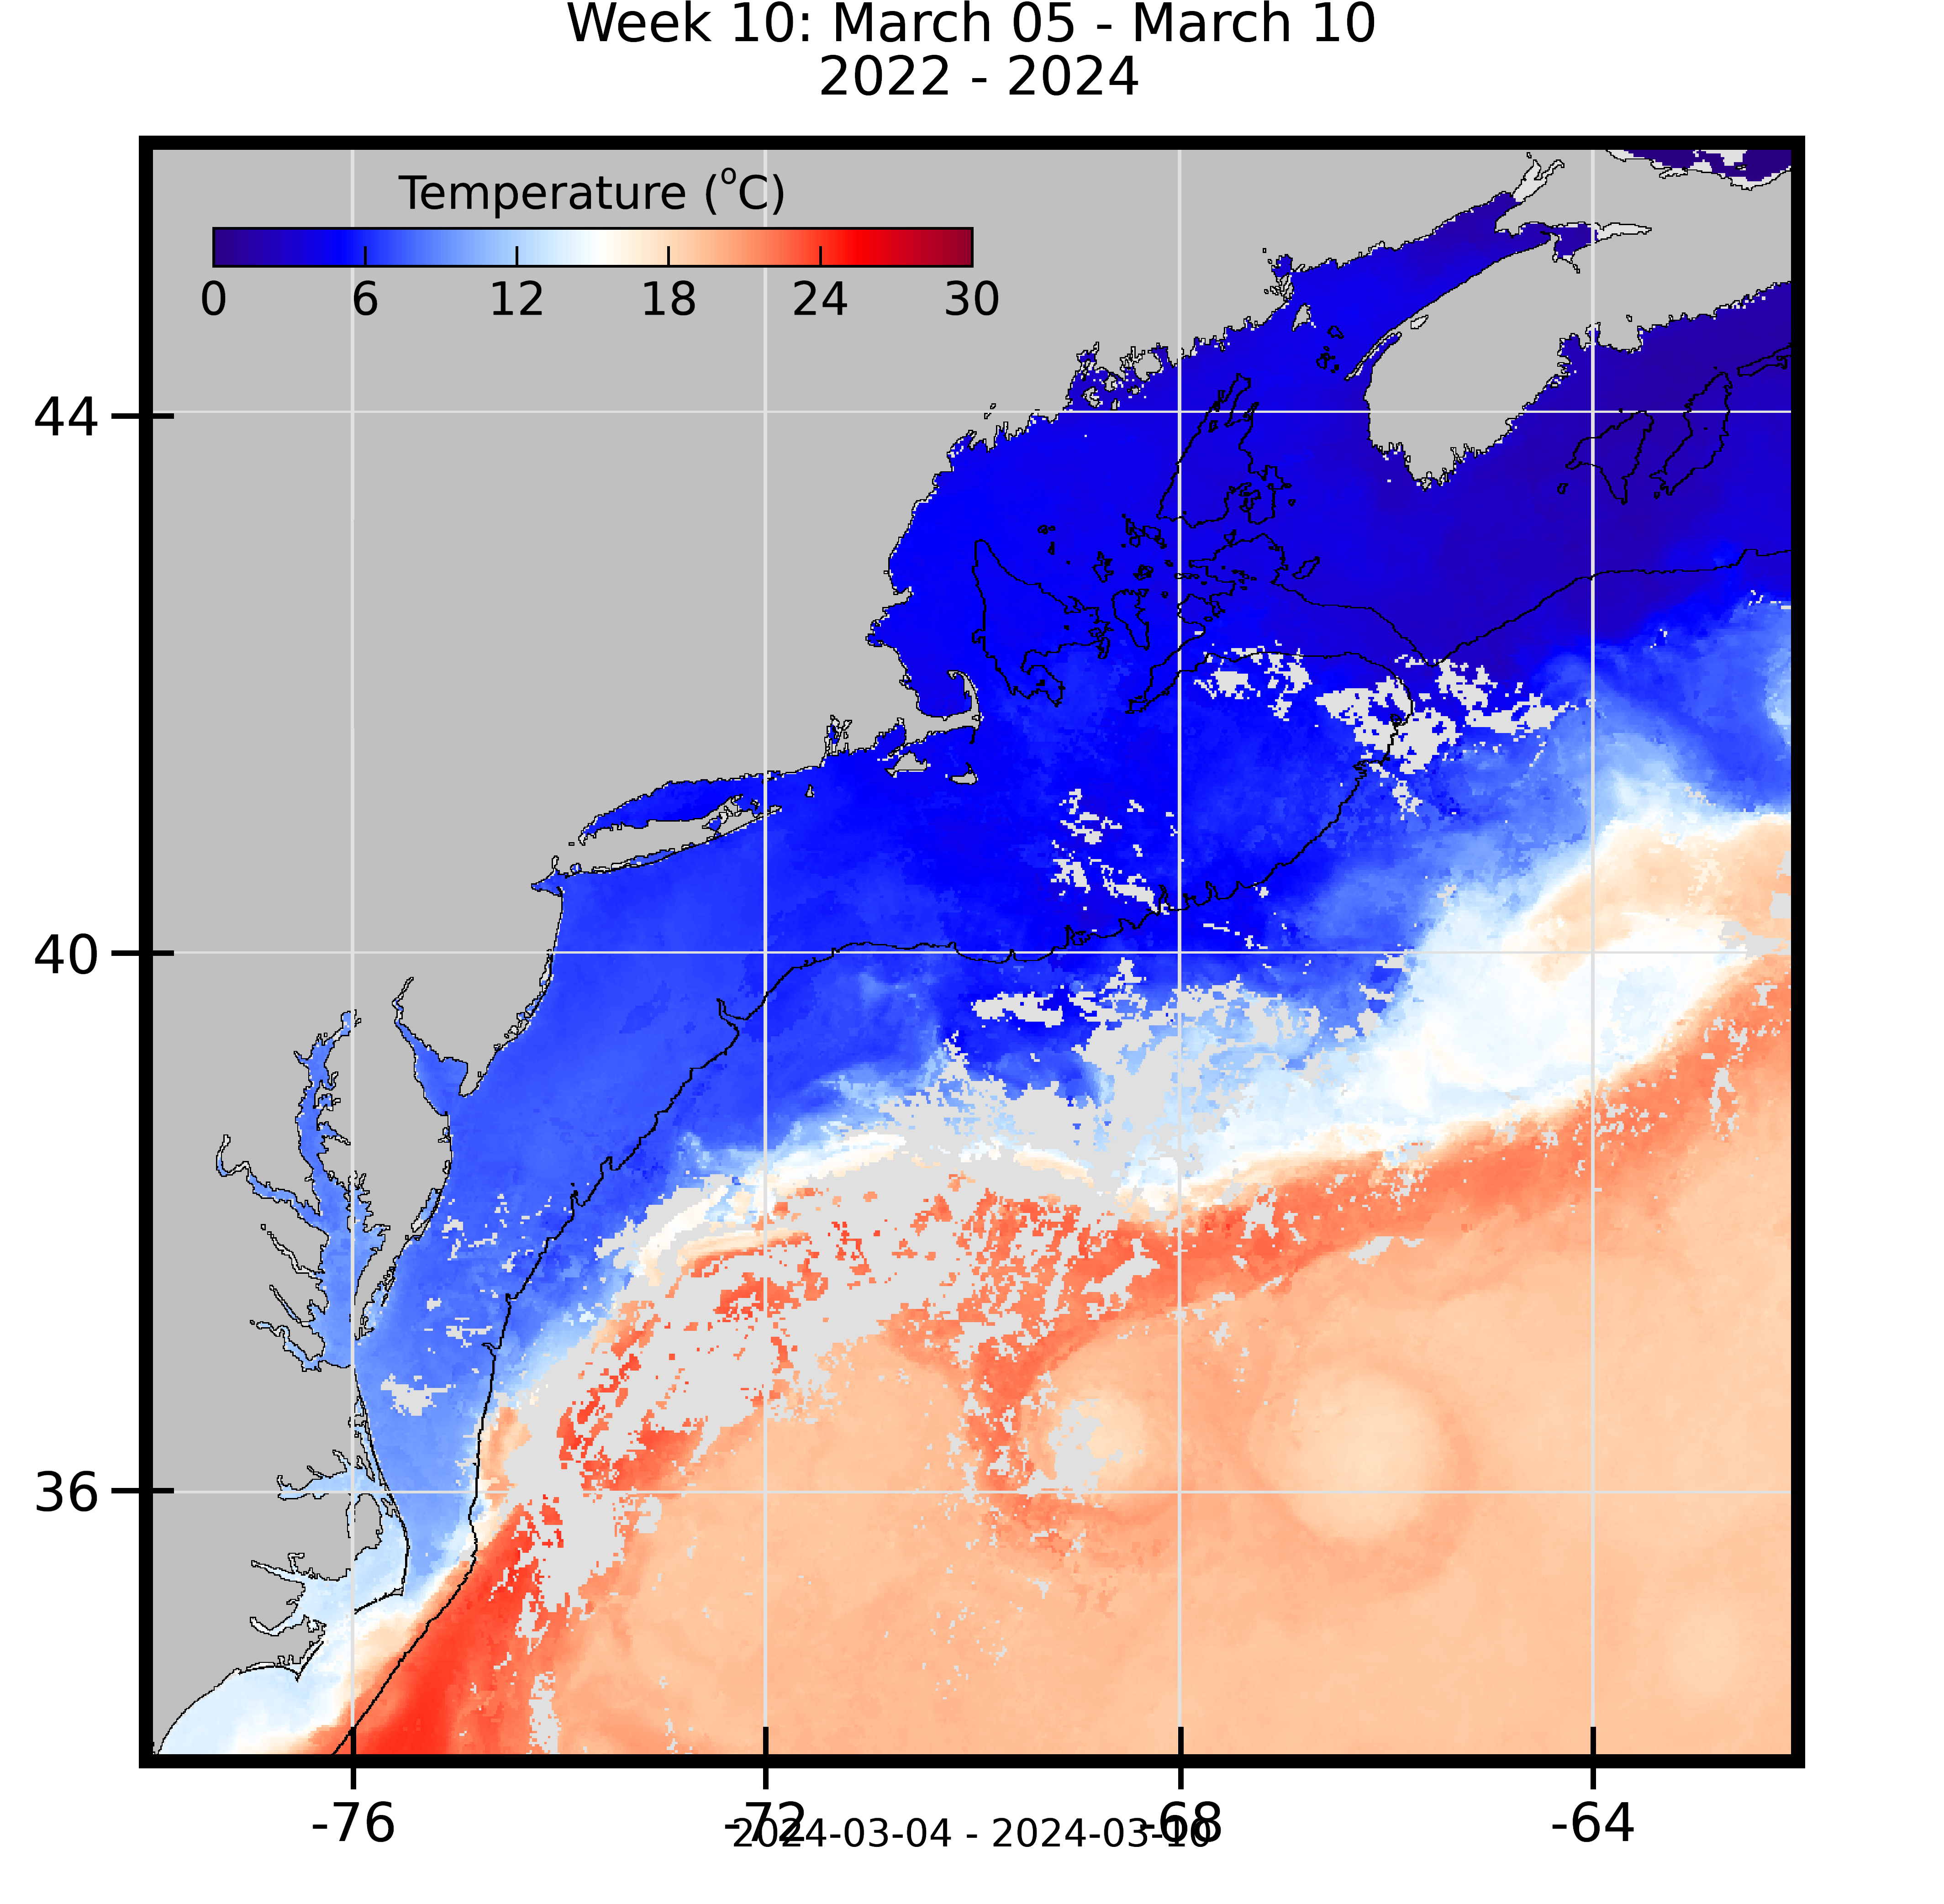 Week 10: March 05 - March 10
2022 - 2024
Temperature (°C)
0 6 12 18 24 30
44
40
36
-76 -72 -68 -64
2024-03-04 - 2024-03-10